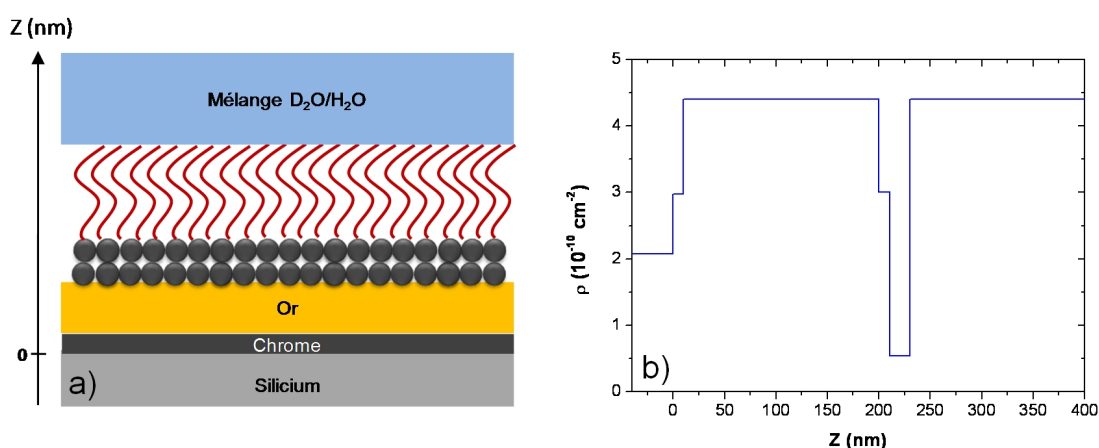 Z (nm)
Mélange D₂O/H₂O
Or
Chrome
0
Silicium
a)
5
4
3
2
1
0
ρ (10⁻¹⁰ cm⁻²)
b)
0 50 100 150 200 250 300 350 400
Z (nm)